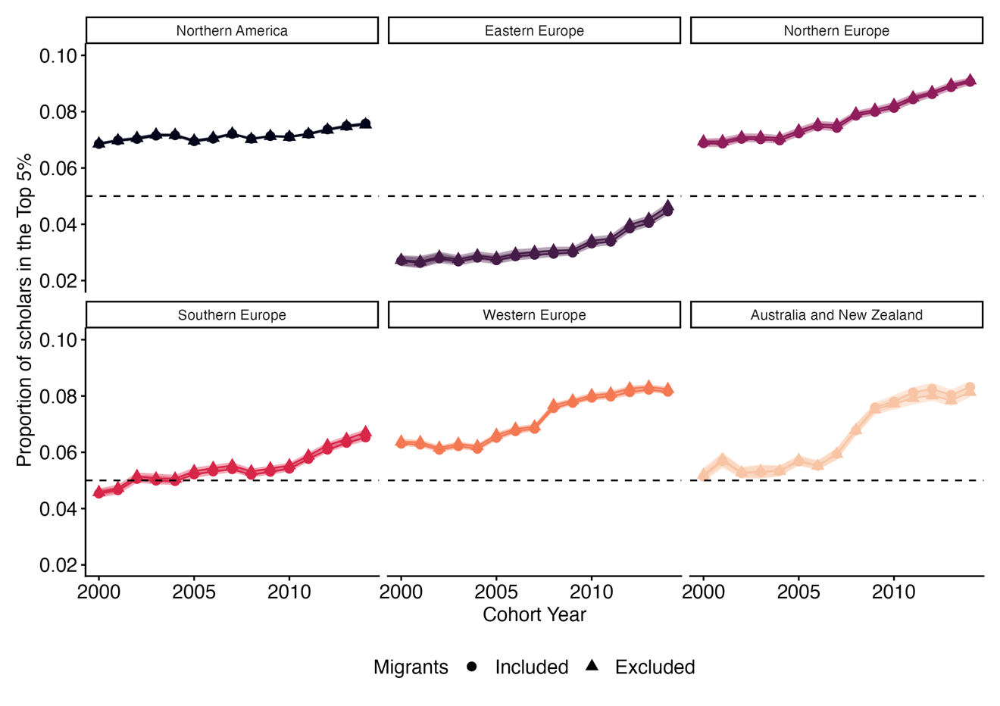 Northern America
Eastern Europe
Northern Europe
0.10
0.08
0.06
0.04
0.02
Proportion of scholars in the Top 5%
Southern Europe
Western Europe
Australia and New Zealand
0.10
0.08
0.06
0.04
0.02
2000 2005 2010 2000 2005 2010 2000 2005 2010
Cohort Year
Migrants Included Excluded